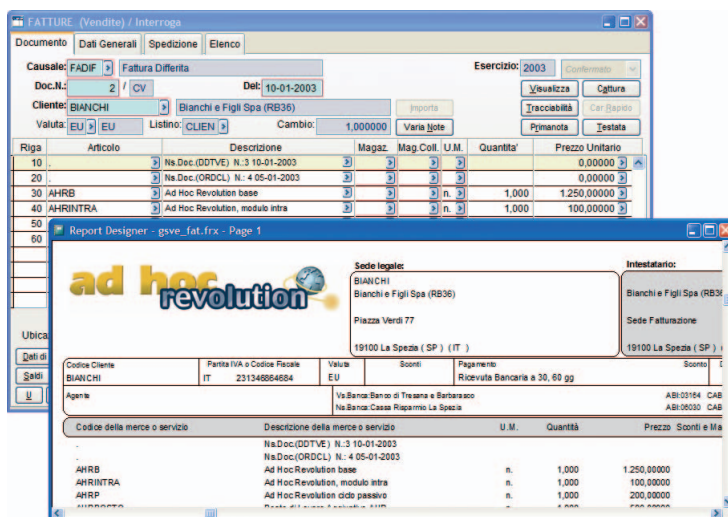 FATTURE (Vendite) / Interroga
Documento Dati Generali Spedizione Elenco
Causale: FADIF Fattura Differita Esercizio: 2003 Confermato
Doc.N.: 2 / CV Del: 10-01-2003 Visualizza Cattura
Cliente: BIANCHI Bianchi e Figli Spa (RB36) Importa Tracciabilità Car.Rapido
Valuta: EU EU Listino: CLIEN Cambio: 1,000000 Varia Note Primanota Testata
Riga Articolo Descrizione Magaz. Mag.Coll. U.M. Quantita' Prezzo Unitario
10 . Ns.Doc.(DDTVE) N.:3 10-01-2003 0,00000
20 . Ns.Doc.(ORDCL) N.: 4 05-01-2003 0,00000
30 AHRB Ad Hoc Revolution base n. 1,000 1.250,00000
40 AHRINTRA Ad Hoc Revolution, modulo intra n. 1,000 100,00000
50
60
Ubica
Dati di
Saldi
U
Report Designer - gsve_fat.frx - Page 1
ad hoc revolution
Sede legale: Intestatario:
BIANCHI
Bianchi e Figli Spa (RB36) Bianchi e Figli Spa (RB36
Piazza Verdi 77 Sede Fatturazione
19100 La Spezia ( SP ) ( IT ) 19100 La Spezia ( SP )
Codice Cliente Partita IVA o Codice Fiscale Valuta Sconti Pagamento Sconto
BIANCHI IT 231346864684 EU Ricevuta Bancaria a 30, 60 gg
Agente Vs.Banca:Banco di Tresana e Barbarasco ABI:03164 CAB
Ns.Banca:Cassa Risparmio La Spezia ABI:06030 CAB
Codice della merce o servizio Descrizione della merce o servizio U.M. Quantità Prezzo Sconti e Ma
. Ns.Doc.(DDTVE ) N.:3 10-01-2003
. Ns.Doc.(ORDCL) N.: 4 05-01-2003
AHRB Ad Hoc Revolution base n. 1,000 1.250,00000
AHRINTRA Ad Hoc Revolution, modulo intra n. 1,000 100,00000
AHRP Ad Hoc Revolution ciclo passivo n. 1,000 200,00000